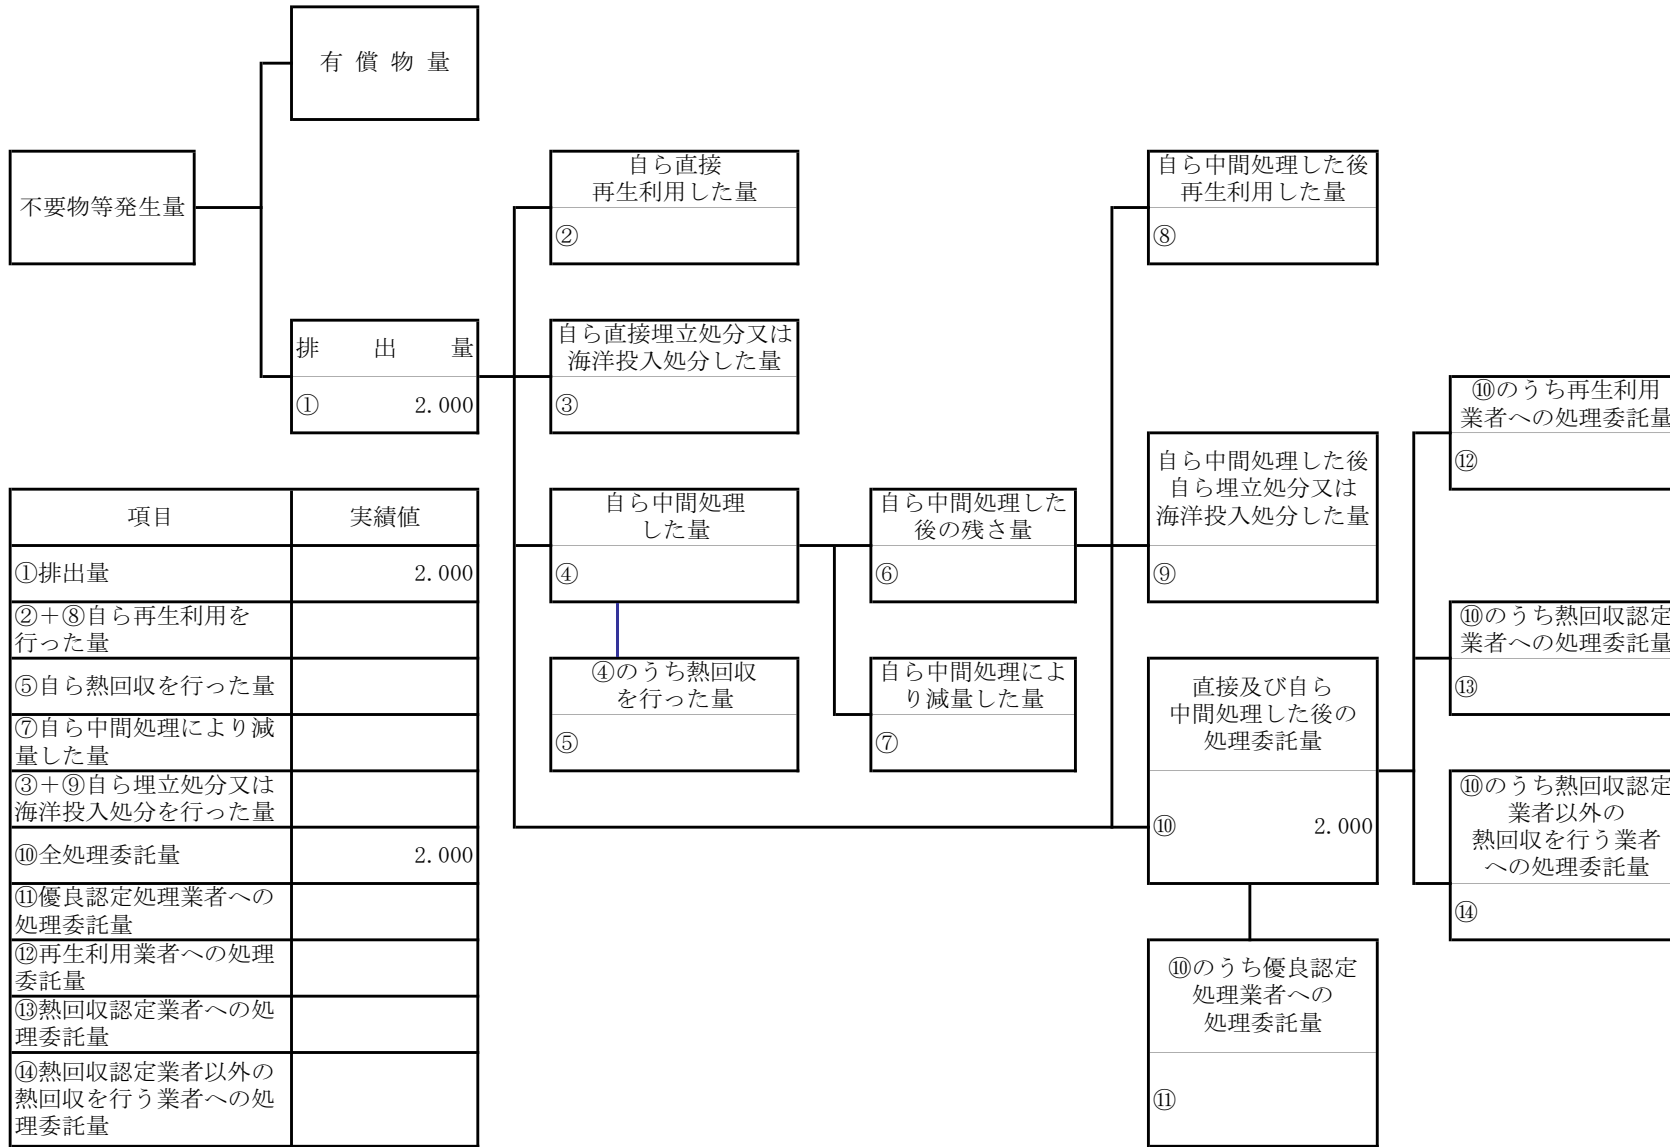 有償物量
不要物等発生量
自ら直接
再生利用した量
②
自ら中間処理した後
再生利用した量
⑧
排出量
① 2.000
自ら直接埋立処分又は
海洋投入処分した量
③
⑩のうち再生利用
業者への処理委託量
⑫
自ら中間処理した後
自ら埋立処分又は
海洋投入処分した量
⑨
自ら中間処理
した量
④
自ら中間処理した
後の残さ量
⑥
⑩のうち熱回収認定
業者への処理委託量
⑬
④のうち熱回収
を行った量
⑤
自ら中間処理によ
り減量した量
⑦
直接及び自ら
中間処理した後の
処理委託量
⑩ 2.000
⑩のうち熱回収認定
業者以外の
熱回収を行う業者
への処理委託量
⑭
⑩のうち優良認定
処理業者への
処理委託量
⑪
項目 実績値
①排出量 2.000
②+⑧自ら再生利用を
行った量
⑤自ら熱回収を行った量
⑦自ら中間処理により減
量した量
③+⑨自ら埋立処分又は
海洋投入処分を行った量
⑩全処理委託量 2.000
⑪優良認定処理業者への
処理委託量
⑫再生利用業者への処理
委託量
⑬熱回収認定業者への処
理委託量
⑭熱回収認定業者以外の
熱回収を行う業者への処
理委託量